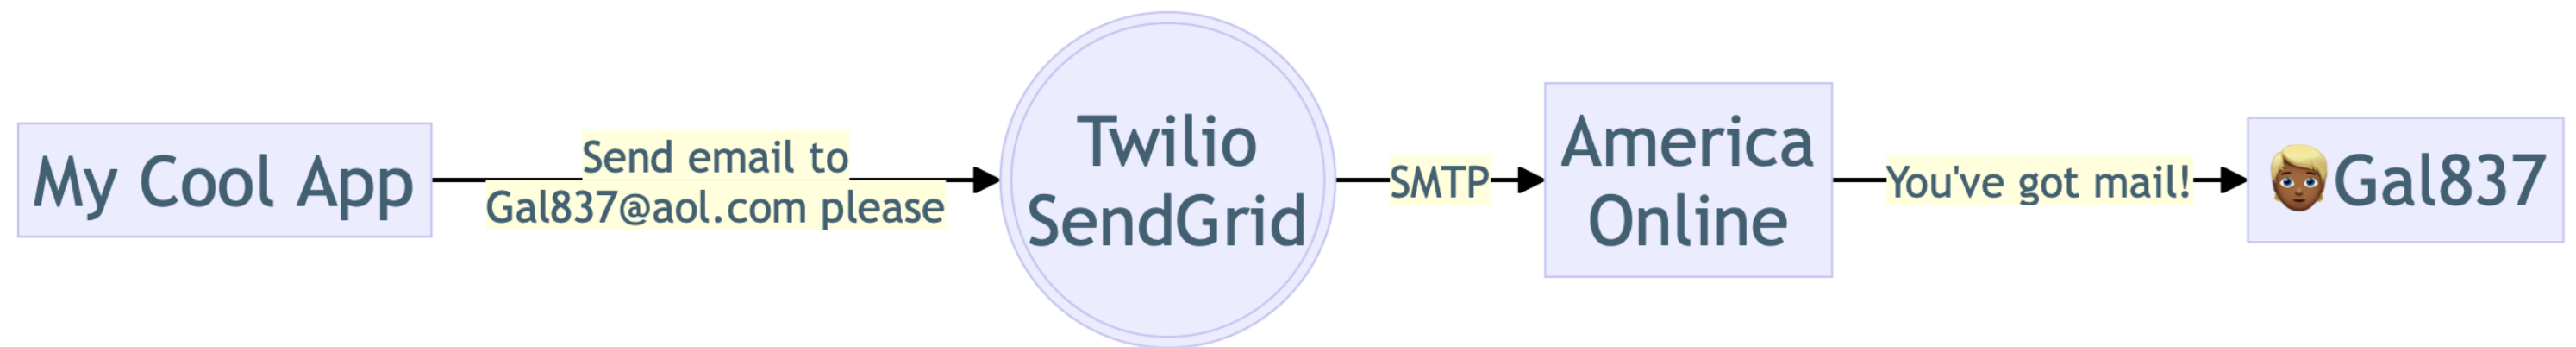 My Cool App
Send email to
Gal837@aol.com please
Twilio
SendGrid
SMTP
America
Online
You've got mail!
Gal837